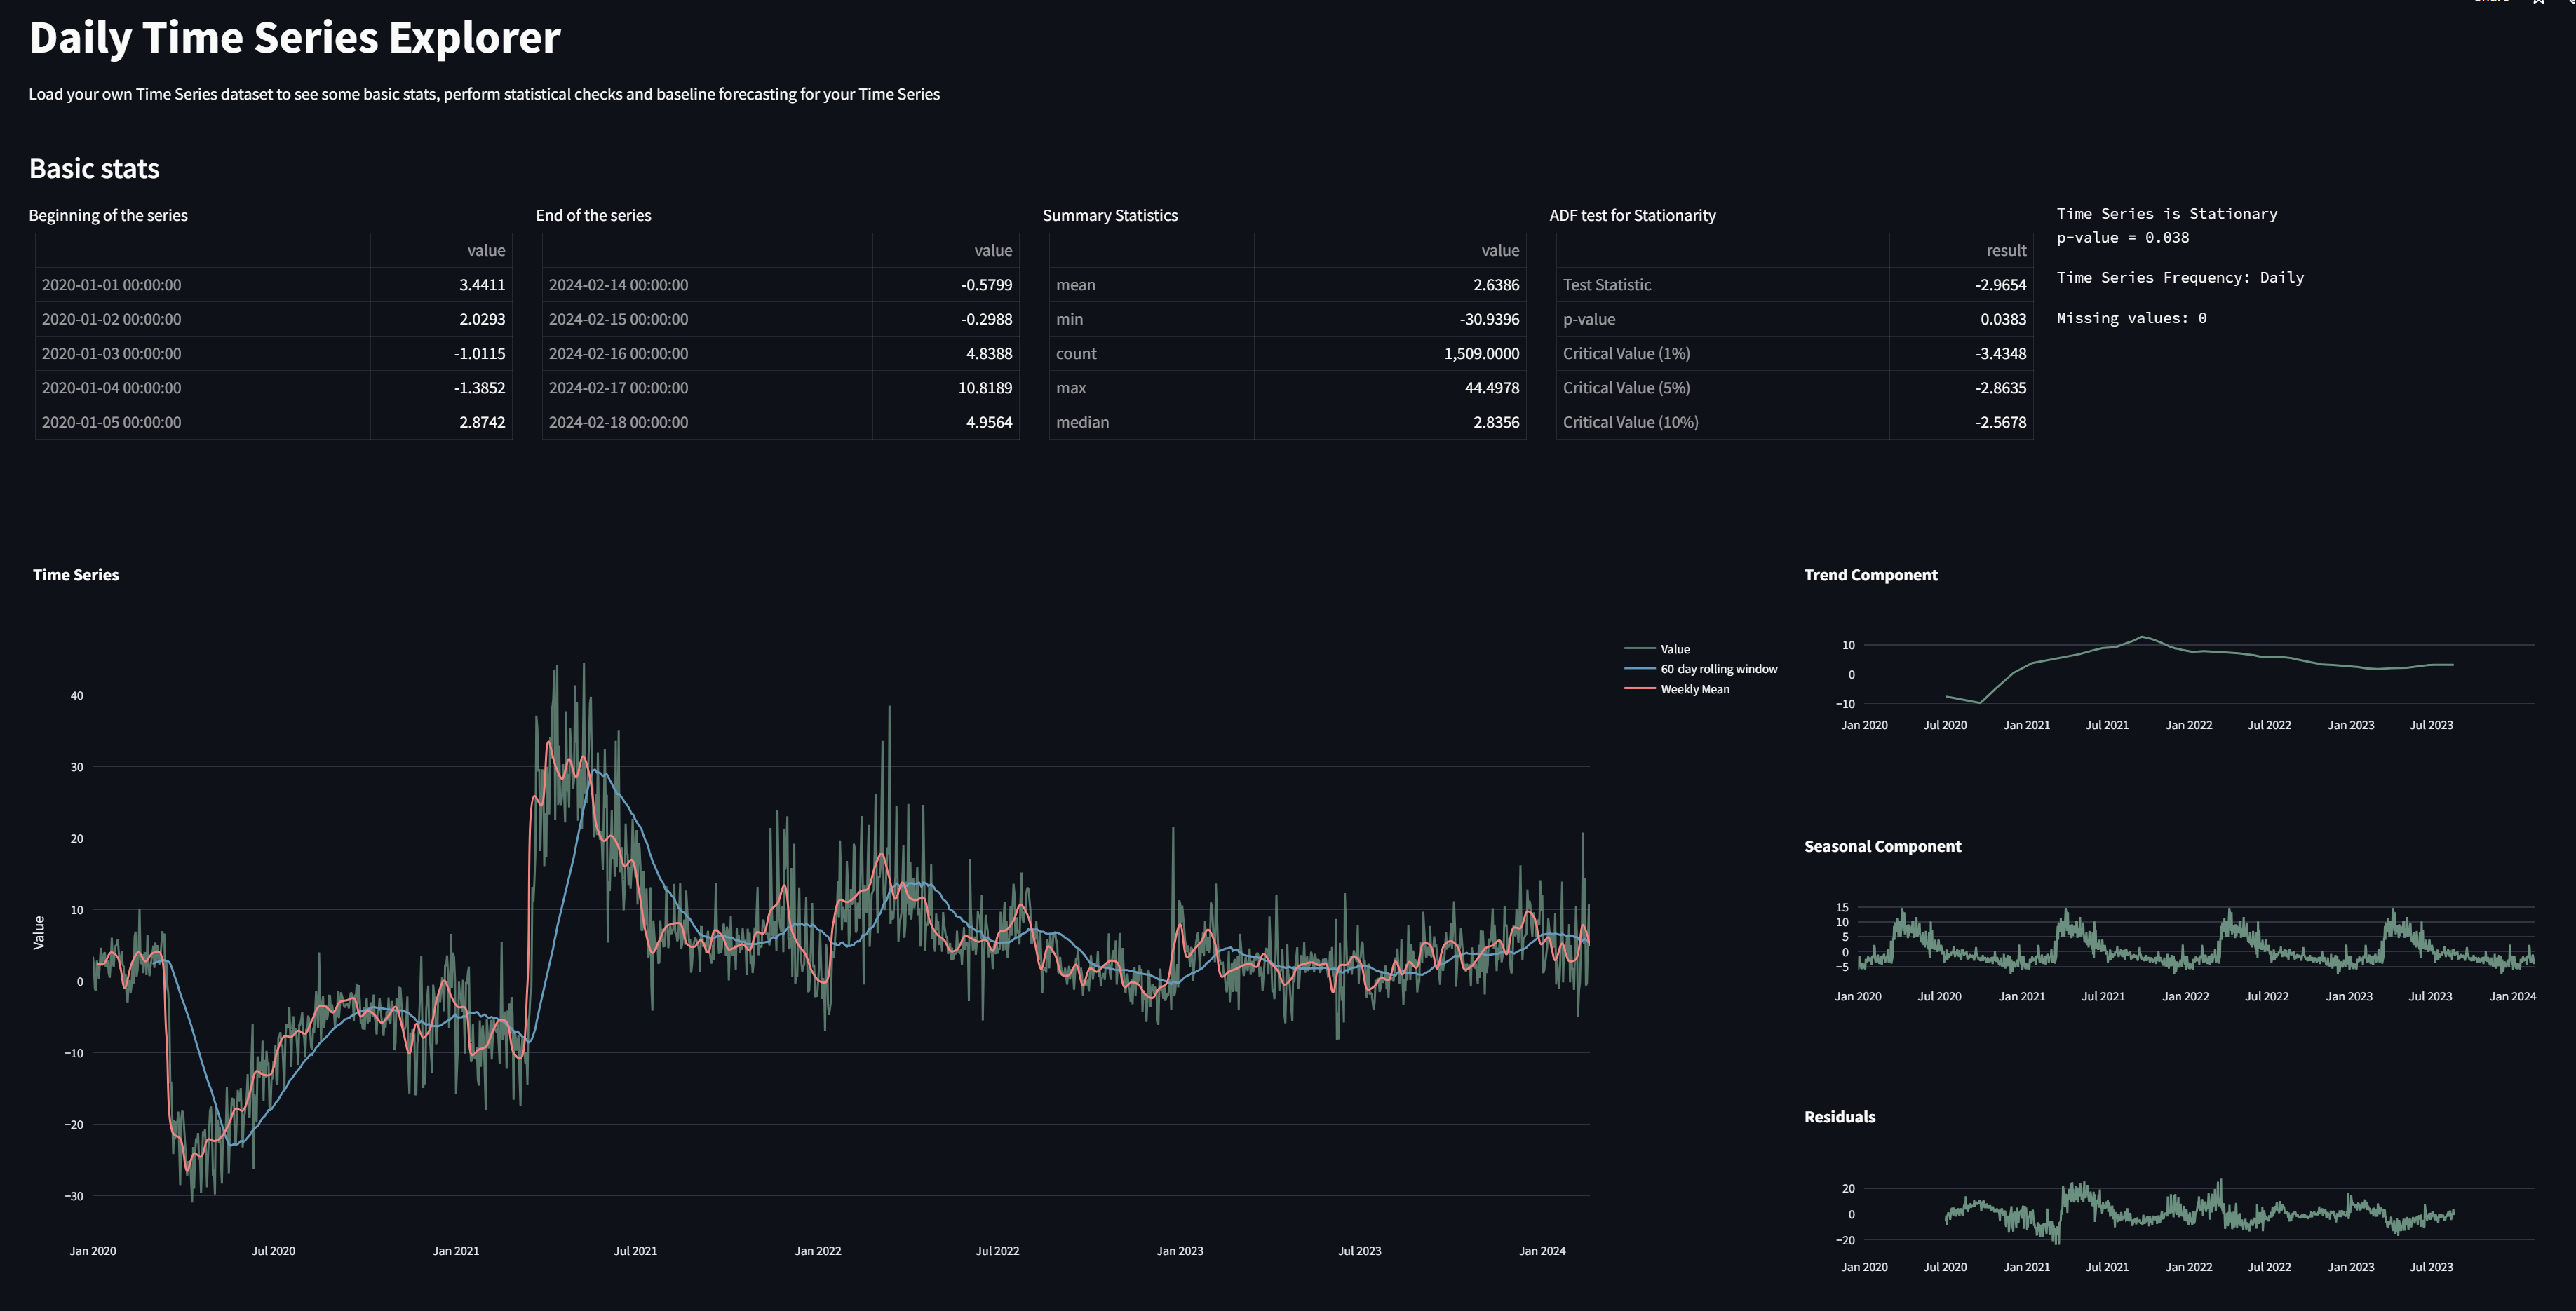 Share
Daily Time Series Explorer
Load your own Time Series dataset to see some basic stats, perform statistical checks and baseline forecasting for your Time Series
Basic stats
Beginning of the series
value
2020-01-01 00:00:00 3.4411
2020-01-02 00:00:00 2.0293
2020-01-03 00:00:00 -1.0115
2020-01-04 00:00:00 -1.3852
2020-01-05 00:00:00 2.8742
End of the series
value
2024-02-14 00:00:00 -0.5799
2024-02-15 00:00:00 -0.2988
2024-02-16 00:00:00 4.8388
2024-02-17 00:00:00 10.8189
2024-02-18 00:00:00 4.9564
Summary Statistics
value
mean 2.6386
min -30.9396
count 1,509.0000
max 44.4978
median 2.8356
ADF test for Stationarity
result
Test Statistic -2.9654
p-value 0.0383
Critical Value (1%) -3.4348
Critical Value (5%) -2.8635
Critical Value (10%) -2.5678
Time Series is Stationary
p-value = 0.038
Time Series Frequency: Daily
Missing values: 0
Time Series
Value
40
30
20
10
0
−10
−20
−30
Jan 2020 Jul 2020 Jan 2021 Jul 2021 Jan 2022 Jul 2022 Jan 2023 Jul 2023 Jan 2024
Value
60-day rolling window
Weekly Mean
Trend Component
10
0
−10
Jan 2020 Jul 2020 Jan 2021 Jul 2021 Jan 2022 Jul 2022 Jan 2023 Jul 2023
Seasonal Component
15
10
5
0
−5
Jan 2020 Jul 2020 Jan 2021 Jul 2021 Jan 2022 Jul 2022 Jan 2023 Jul 2023 Jan 2024
Residuals
20
0
−20
Jan 2020 Jul 2020 Jan 2021 Jul 2021 Jan 2022 Jul 2022 Jan 2023 Jul 2023